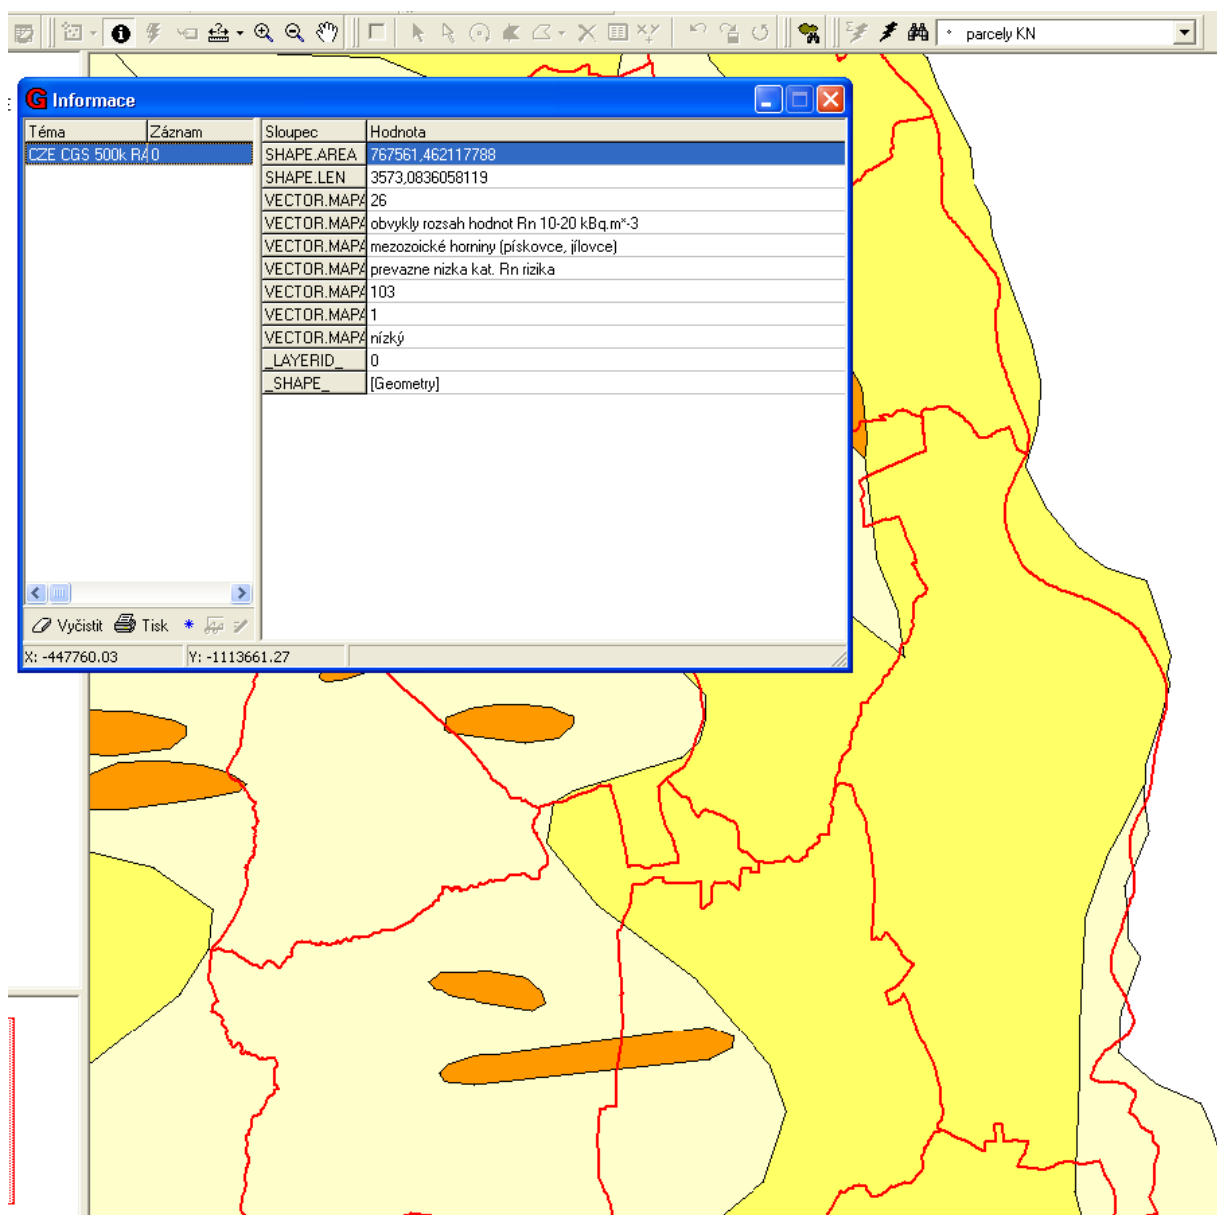 parcely KN
Informace
Téma Záznam Sloupec Hodnota
CZE CGS 500k RA 0 SHAPE.AREA 767561,462117788
SHAPE.LEN 3573,0836058119
VECTOR.MAPA 26
VECTOR.MAPA obvykly rozsah hodnot Rn 10-20 kBq.m*-3
VECTOR.MAPA mezozoické horniny (pískovce, jílovce)
VECTOR.MAPA prevazne nizka kat. Rn rizika
VECTOR.MAPA 103
VECTOR.MAPA 1
VECTOR.MAPA nízký
_LAYERID_ 0
_SHAPE_ [Geometry]
Vyčistit Tisk
X: -447760.03 Y: -1113661.27